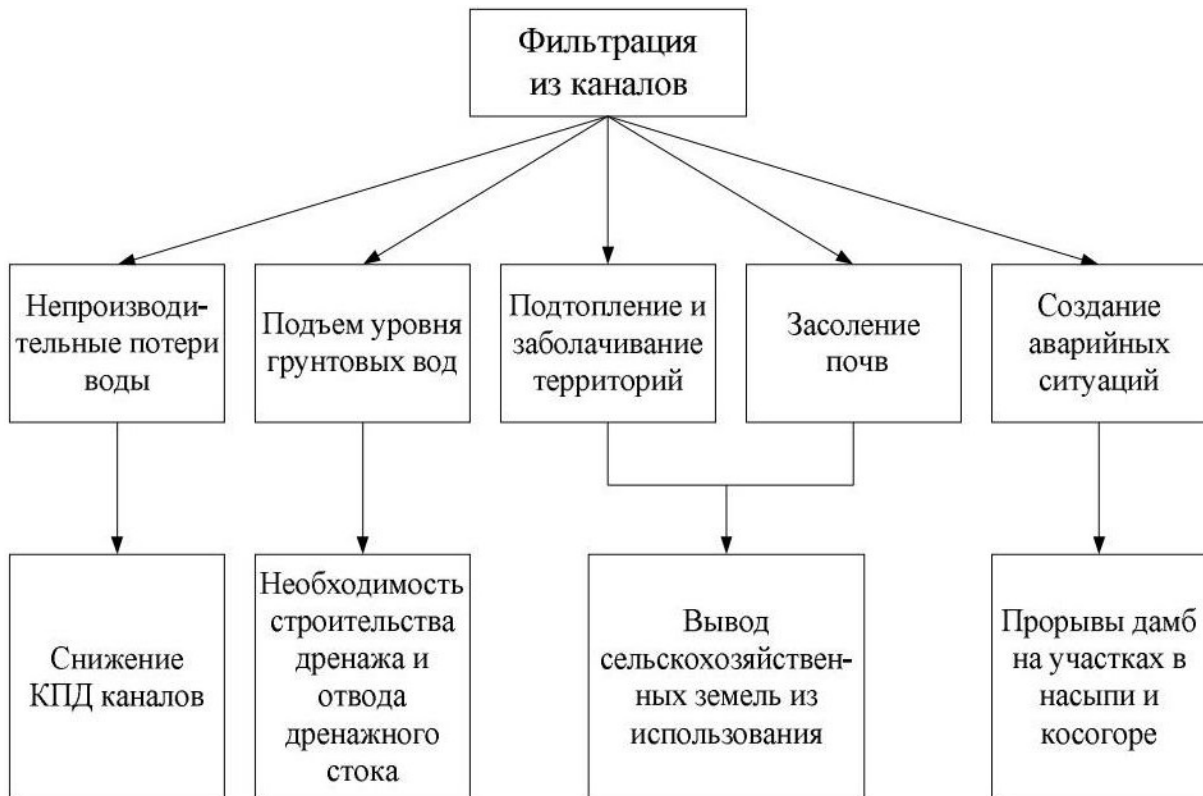 Фильтрация
из каналов
Непроизводи-
тельные потери
воды
Подъем уровня
грунтовых вод
Подтопление и
заболачивание
территорий
Засоление
почв
Создание
аварийных
ситуаций
Снижение
КПД каналов
Необходимость
строительства
дренажа и
отвода
дренажного
стока
Вывод
сельскохозяйствен-
ных земель из
использования
Прорывы дамб
на участках в
насыпи и
косогоре